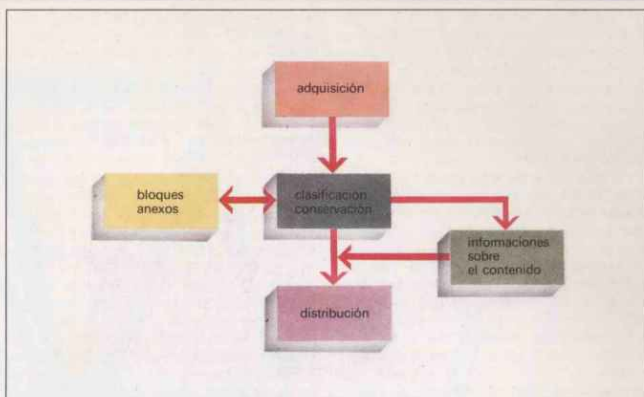 adquisición
bloques
anexos
clasificación
conservación
informaciones
sobre
el contenido
distribución